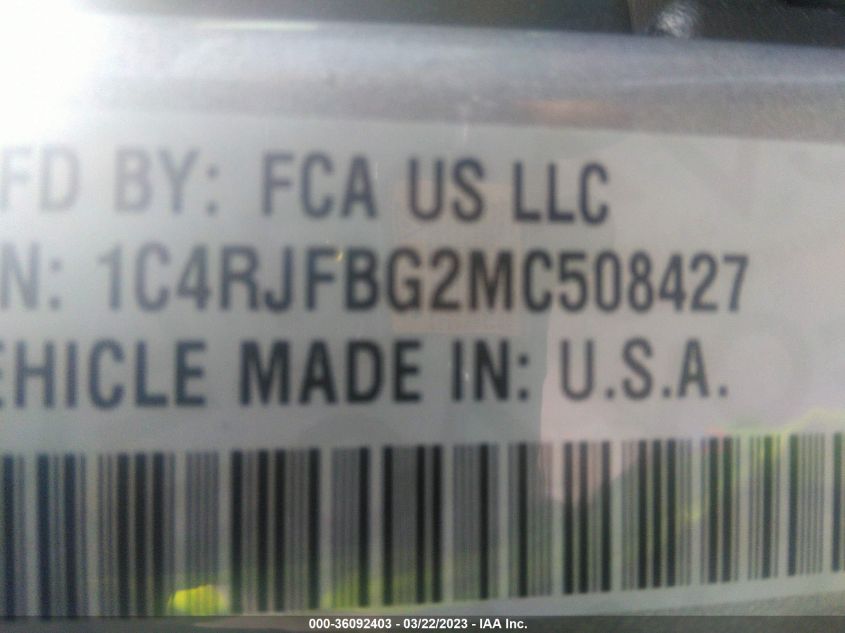 FD BY: FCA US LLC
N: 1C4RJFBG2MC508427
EHICLE MADE IN: U.S.A.
000-36092403 - 03/22/2023 - IAA Inc.